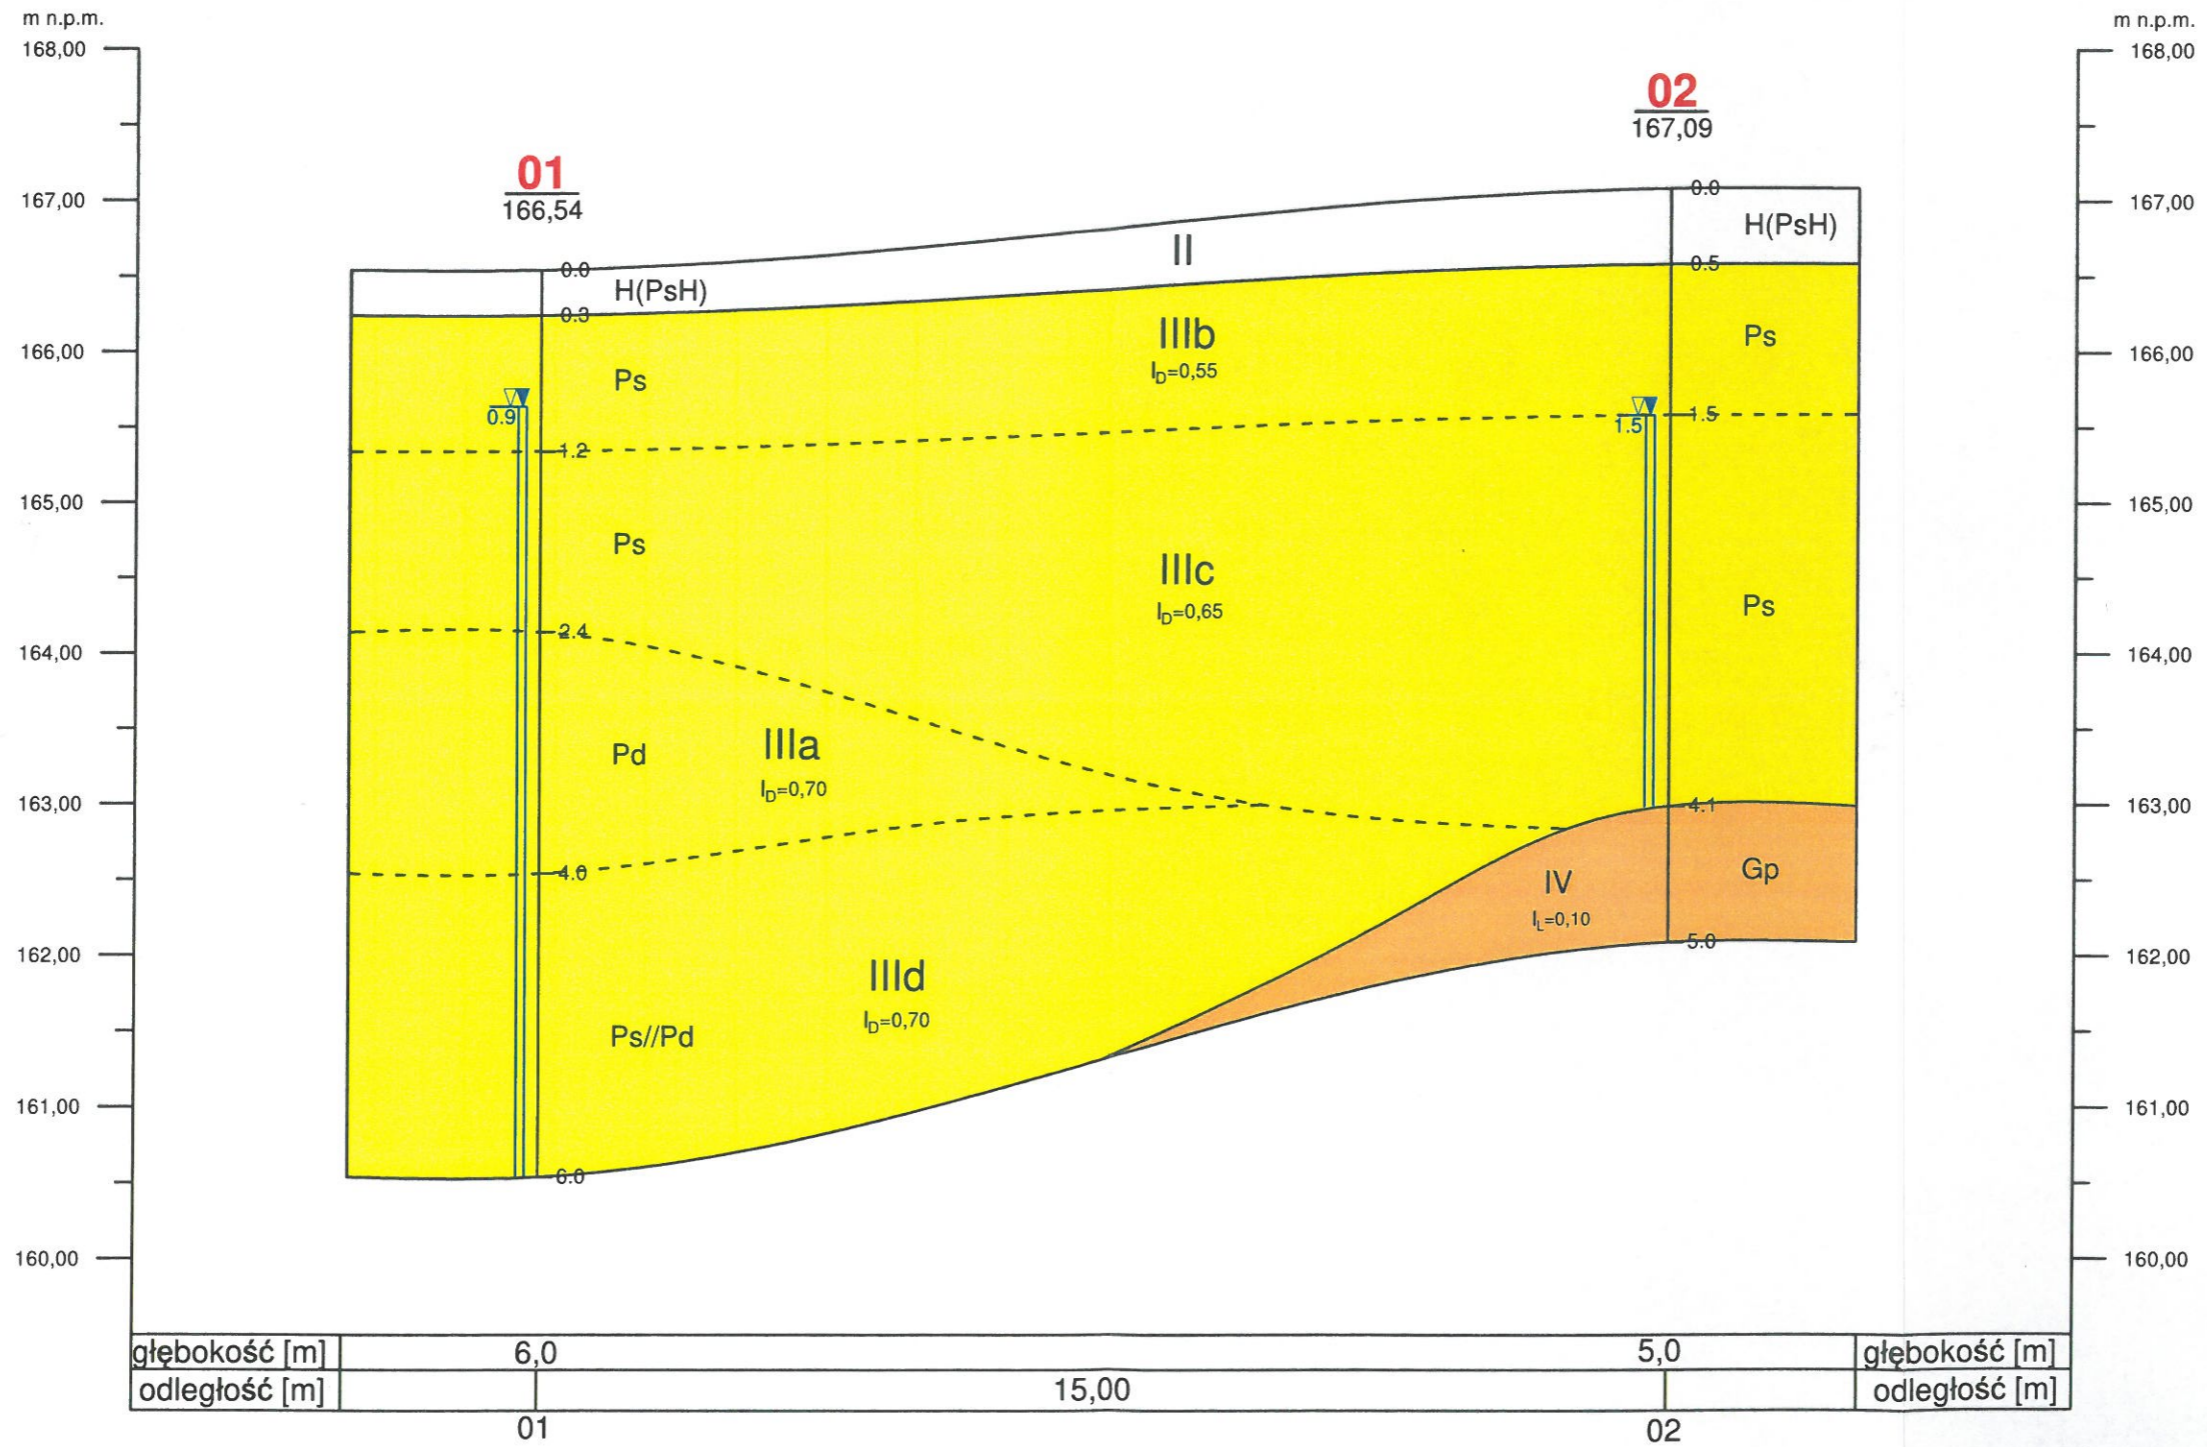 m n.p.m.
m n.p.m.
168,00
168,00
02
167,09
01
166,54
167,00
167,00
0.0
H(PsH)
II
0.0
0.5
H(PsH)
0.3
IIIb
I_D=0,55
Ps
166,00
166,00
Ps
0.9
1.5
1.5
1.2
165,00
165,00
Ps
IIIc
I_D=0,65
Ps
2.4
164,00
164,00
Pd
IIIa
I_D=0,70
163,00
163,00
4.1
4.0
IV
I_L=0,10
Gp
5.0
162,00
162,00
IIId
I_D=0,70
Ps//Pd
161,00
161,00
6.0
160,00
160,00
głębokość [m]
6,0
5,0
głębokość [m]
odległość [m]
15,00
odległość [m]
01
02